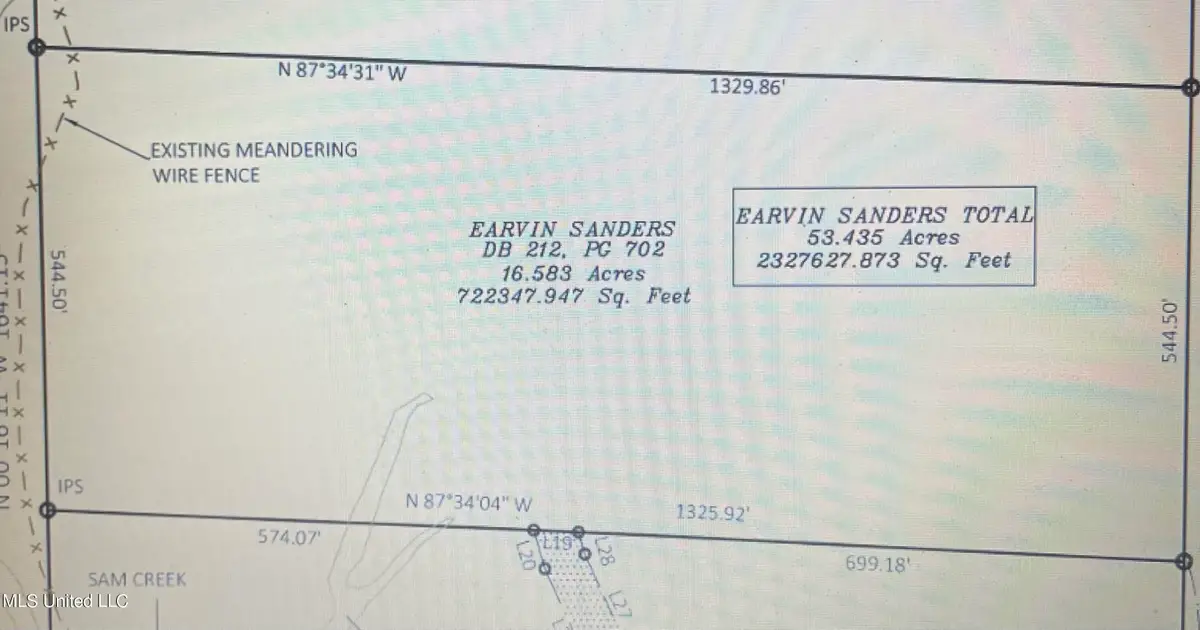 IPS
N 87°34'31" W
1329.86'
EXISTING MEANDERING
WIRE FENCE
EARVIN SANDERS
DB 212, PG 702
16.583 Acres
722347.947 Sq. Feet
EARVIN SANDERS TOTAL
53.435 Acres
2327627.873 Sq. Feet
544.50'
544.50'
IPS
N 87°34'04" W
1325.92'
574.07'
L19
L20
L28
699.18'
L27
SAM CREEK
MLS United LLC